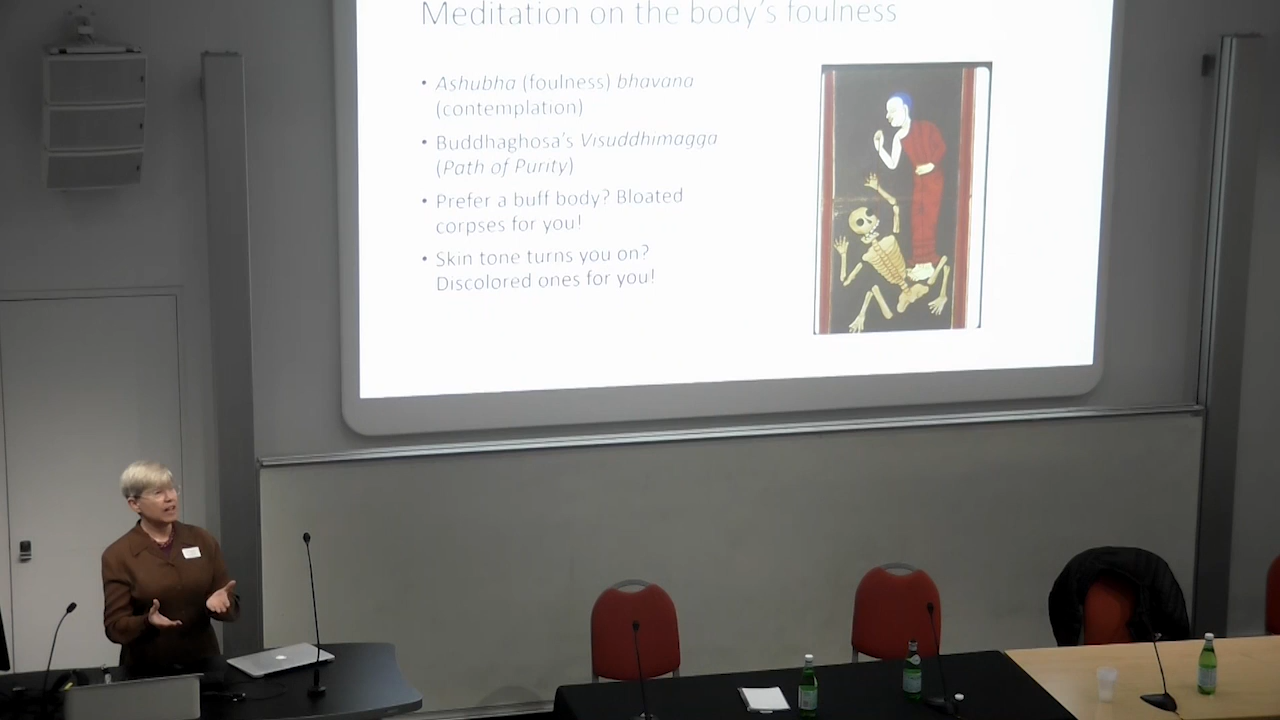 Meditation on the body's foulness
• Ashubha (foulness) bhavana
(contemplation)
• Buddhaghosa's Visuddhimagga
(Path of Purity)
• Prefer a buff body? Bloated
corpses for you!
• Skin tone turns you on?
Discolored ones for you!